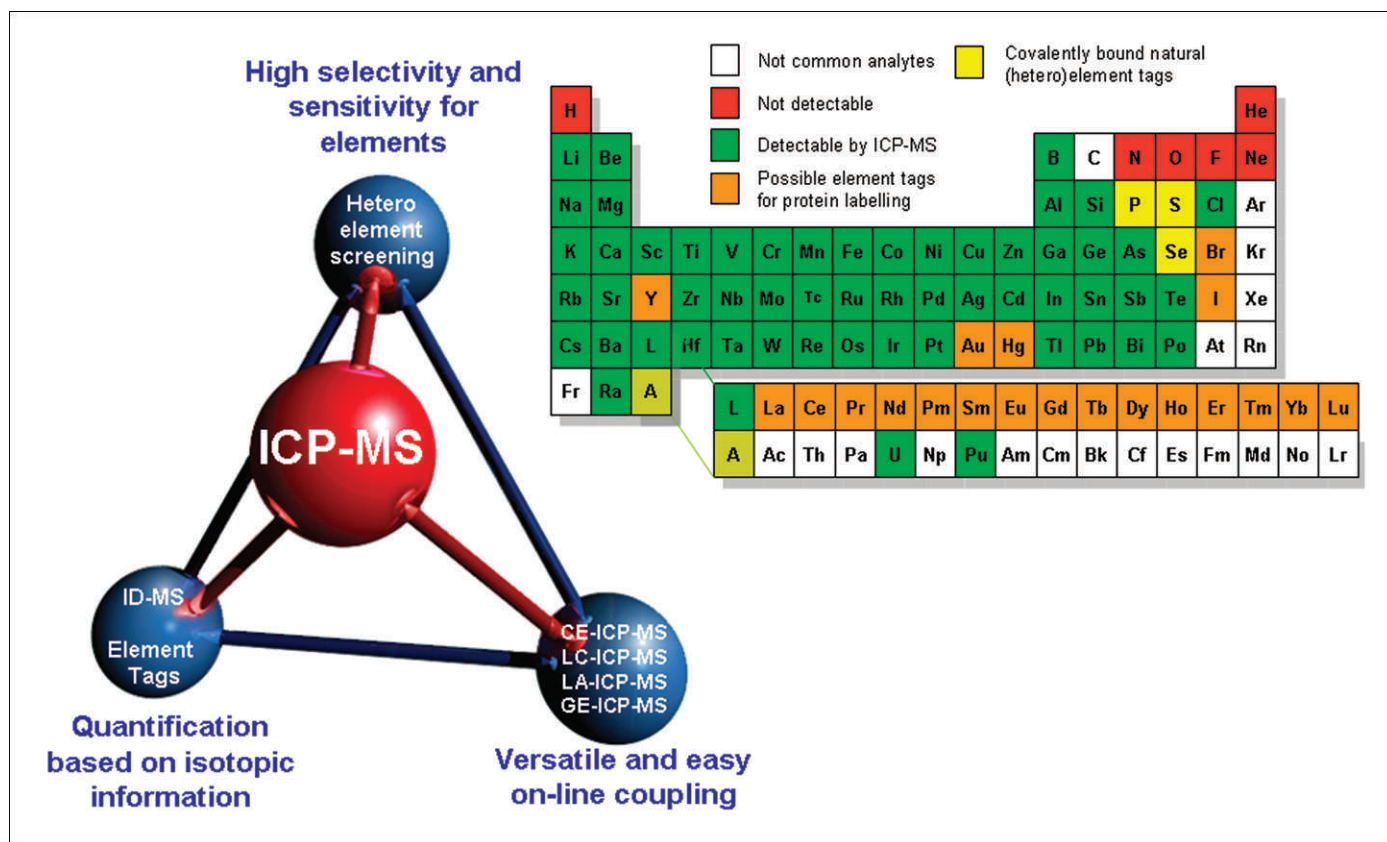 High selectivity and
sensitivity for
elements
Hetero
element
screening
ICP-MS
ID-MS
Element
Tags
CE-ICP-MS
LC-ICP-MS
LA-ICP-MS
GE-ICP-MS
Quantification
based on isotopic
information
Versatile and easy
on-line coupling
Not common analytes
Not detectable
Detectable by ICP-MS
Possible element tags
for protein labelling
Covalently bound natural
(hetero)element tags
H He
Li Be B C N O F Ne
Na Mg Al Si P S Cl Ar
K Ca Sc Ti V Cr Mn Fe Co Ni Cu Zn Ga Ge As Se Br Kr
Rb Sr Y Zr Nb Mo Tc Ru Rh Pd Ag Cd In Sn Sb Te I Xe
Cs Ba L Hf Ta W Re Os Ir Pt Au Hg Tl Pb Bi Po At Rn
Fr Ra A
L La Ce Pr Nd Pm Sm Eu Gd Tb Dy Ho Er Tm Yb Lu
A Ac Th Pa U Np Pu Am Cm Bk Cf Es Fm Md No Lr